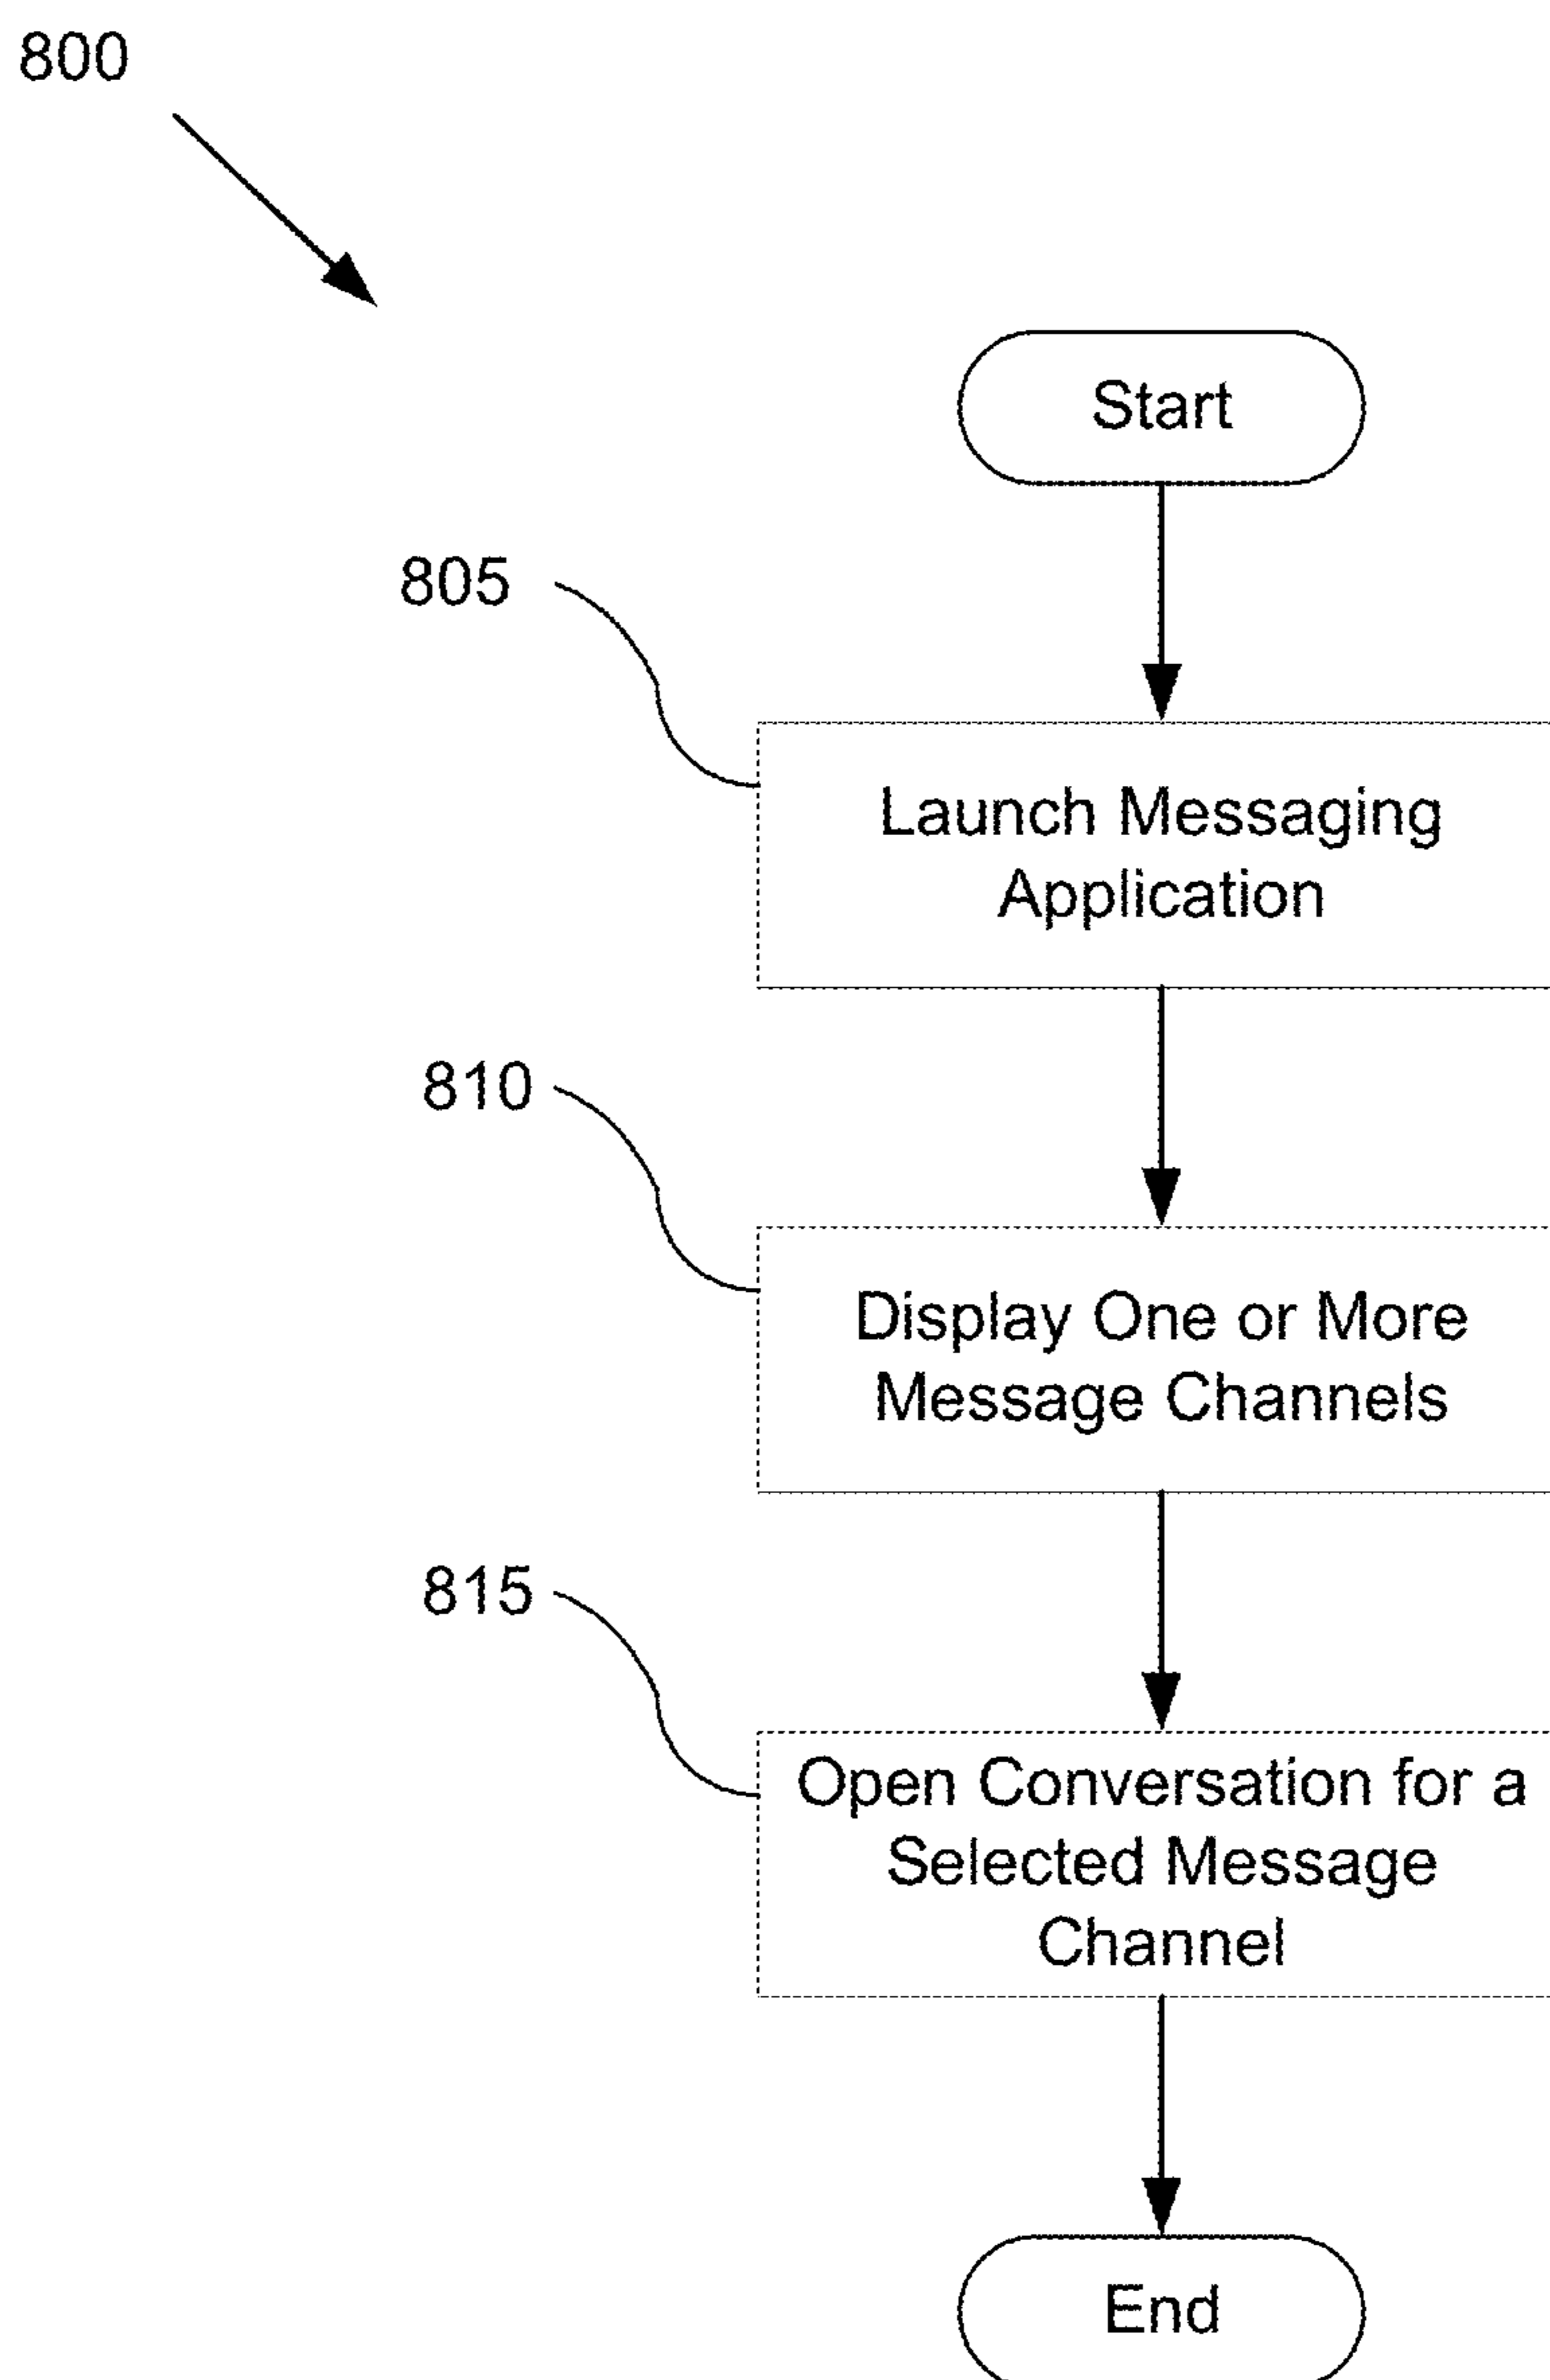 800
Start
805
Launch Messaging
Application
810
Display One or More
Message Channels
815
Open Conversation for a
Selected Message
Channel
End